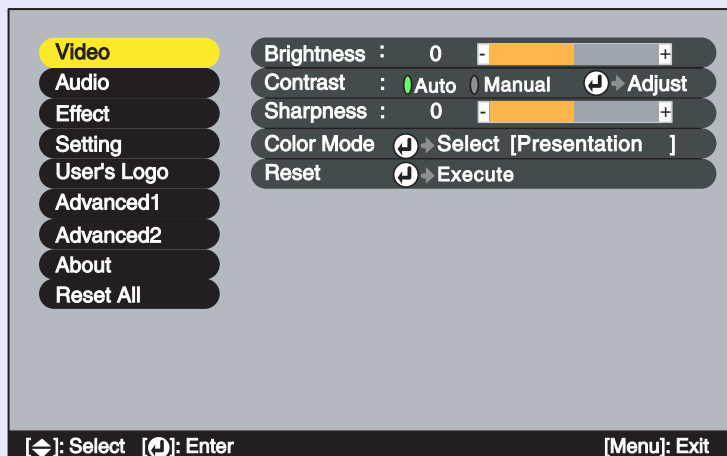 Video
Audio
Effect
Setting
User's Logo
Advanced1
Advanced2
About
Reset All
Brightness : 0 - +
Contrast : Auto Manual Adjust
Sharpness : 0 - +
Color Mode Select [Presentation ]
Reset Execute
[ ]: Select [ ]: Enter [Menu]: Exit